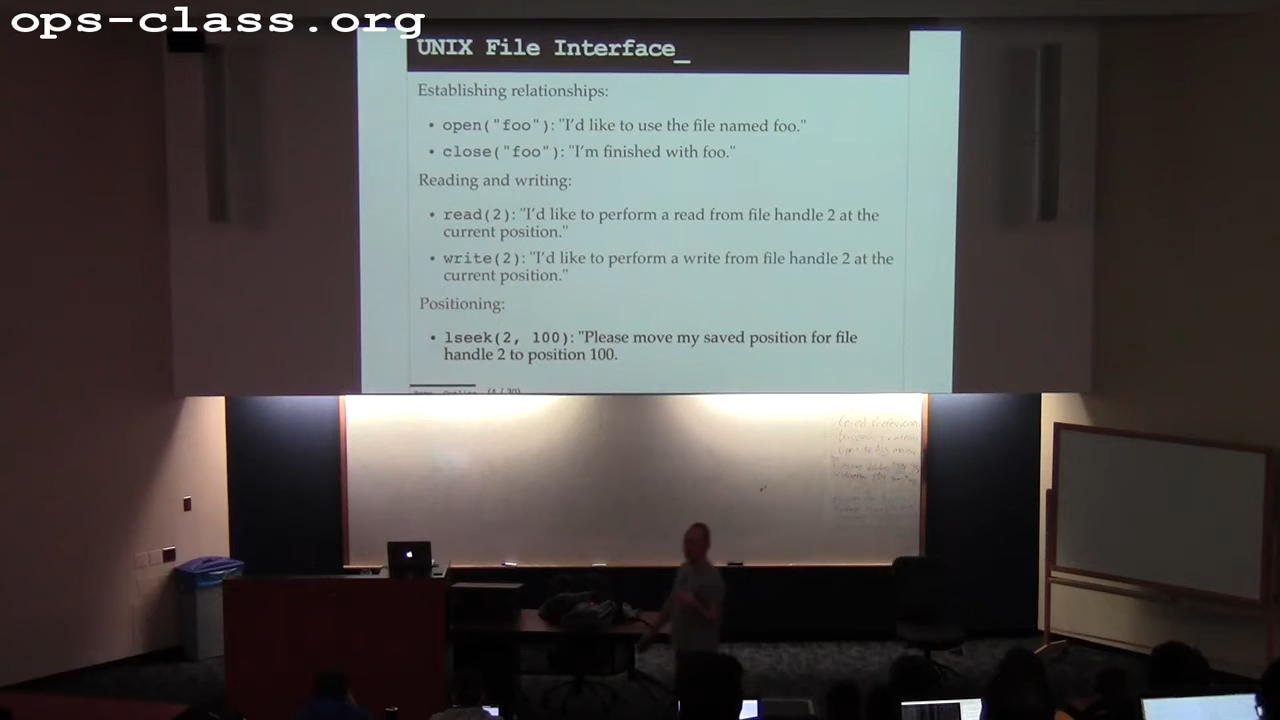 ops-class.org
UNIX File Interface_
Establishing relationships:
• open("foo"): "I'd like to use the file named foo."
• close("foo"): "I'm finished with foo."
Reading and writing:
• read(2): "I'd like to perform a read from file handle 2 at the
current position."
• write(2): "I'd like to perform a write from file handle 2 at the
current position."
Positioning:
• lseek(2, 100): "Please move my saved position for file
handle 2 to position 100.